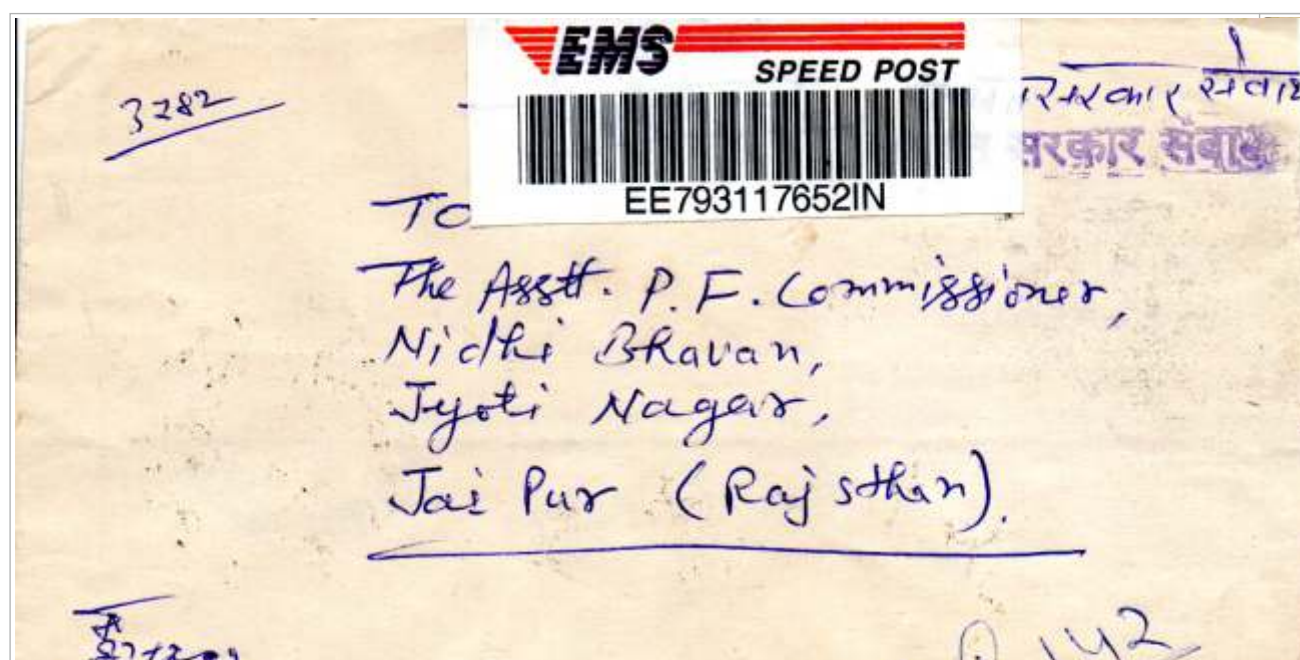 EMS
SPEED POST
3282
सरकार सेवार्थ
सरकार सेवार्थ
EE793117652IN
TO
The Asstt. P. F. Commissioner,
Nidhi Bhavan,
Jyoti Nagar,
Jai Pur (Rajsthan).
142